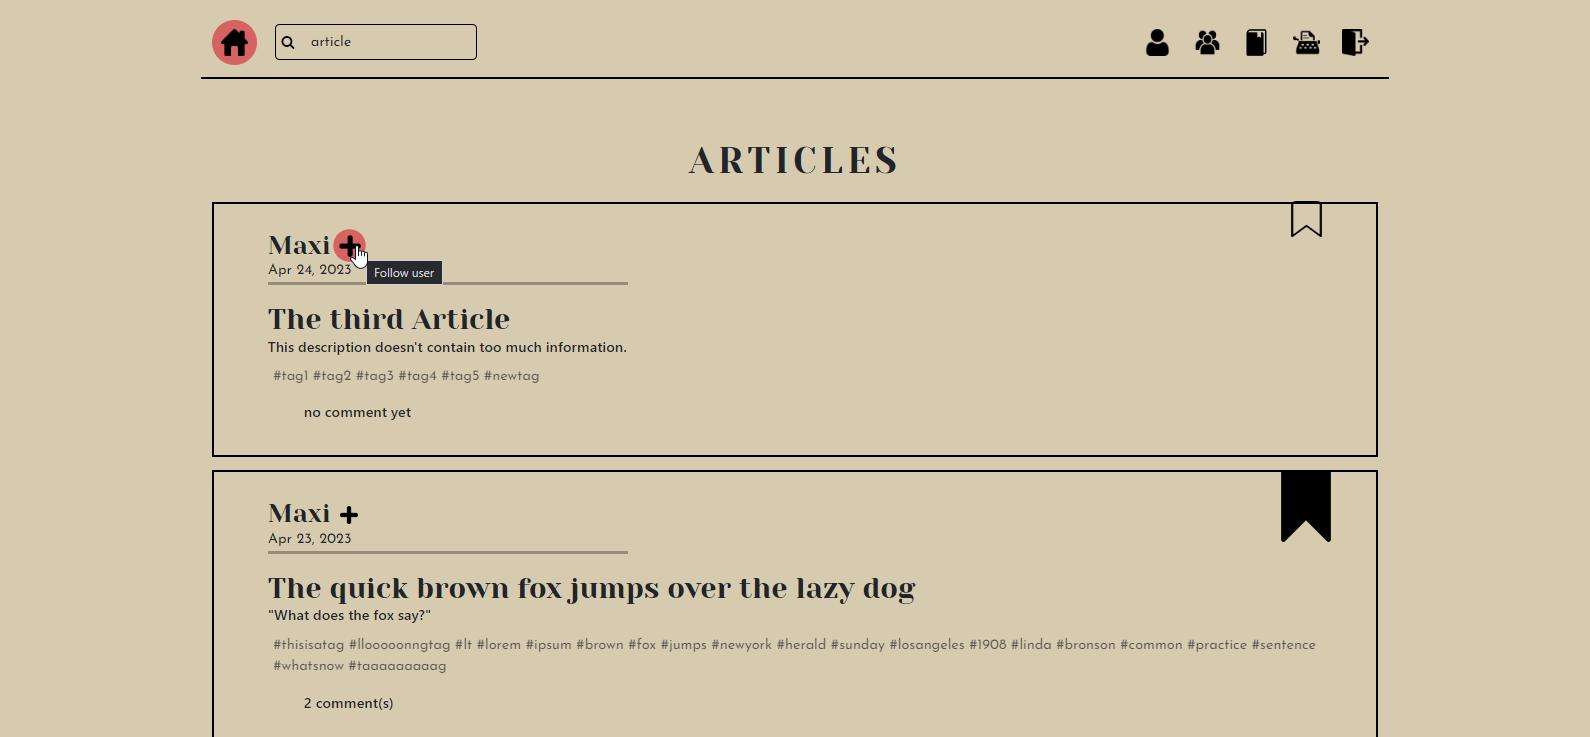 article
ARTICLES
Maxi
Apr 24, 2023
Follow user
The third Article
This description doesn't contain too much information.
#tag1 #tag2 #tag3 #tag4 #tag5 #newtag
no comment yet
Maxi
Apr 23, 2023
The quick brown fox jumps over the lazy dog
"What does the fox say?"
#thisisatag #llooooonngtag #lt #lorem #ipsum #brown #fox #jumps #newyork #herald #sunday #losangeles #1908 #linda #bronson #common #practice #sentence
#whatsnow #taaaaaaaaag
2 comment(s)